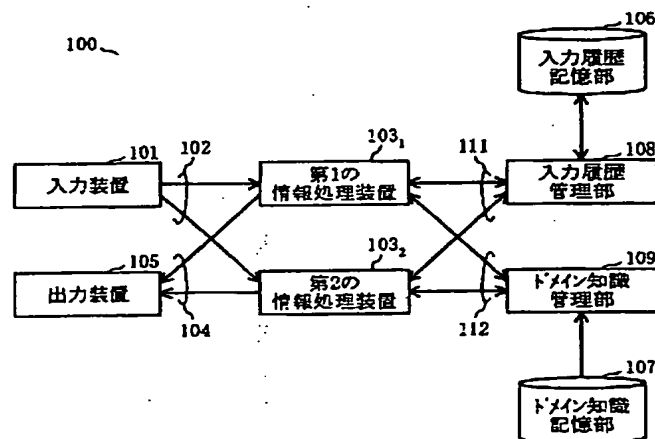 100
106
入力履歴
記憶部
101
102
入力装置
103₁
第1の
情報処理装置
111
108
入力履歴
管理部
105
出力装置
104
103₂
第2の
情報処理装置
112
109
ドメイン知識
管理部
107
ドメイン知識
記憶部